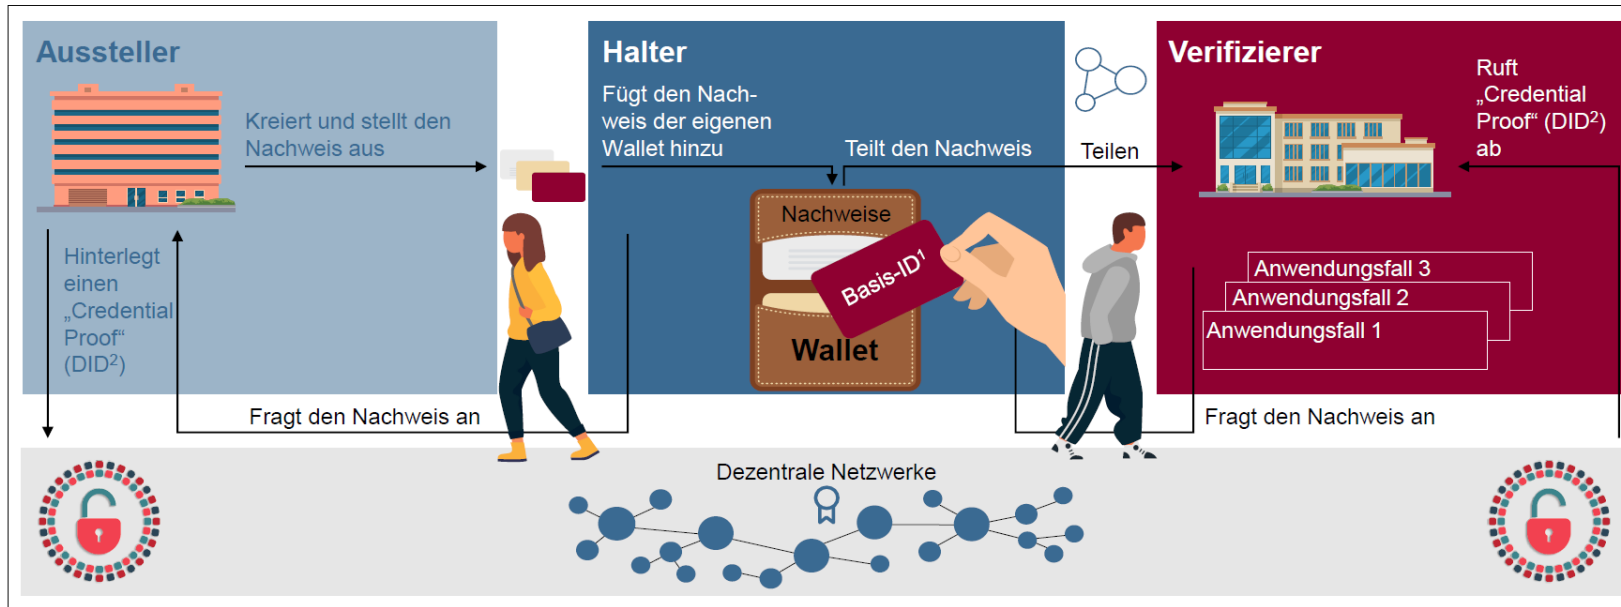 Aussteller
Kreiert und stellt den
Nachweis aus
Hinterlegt
einen
„Credential
Proof“
(DID²)
Fragt den Nachweis an
Halter
Fügt den Nach-
weis der eigenen
Wallet hinzu
Teilt den Nachweis
Teilen
Nachweise
Basis-ID¹
Wallet
Verifizierer
Ruft
„Credential
Proof“ (DID²)
ab
Anwendungsfall 3
Anwendungsfall 2
Anwendungsfall 1
Fragt den Nachweis an
Dezentrale Netzwerke